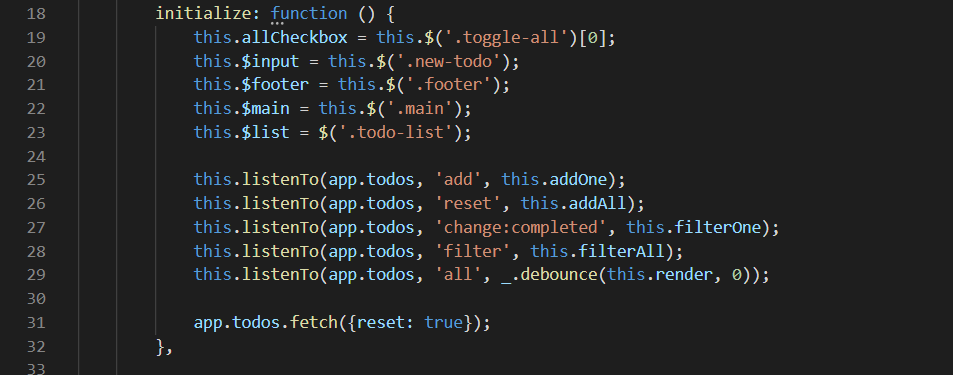 18 initialize: function () {
19 this.allCheckbox = this.$('.toggle-all')[0];
20 this.$input = this.$('.new-todo');
21 this.$footer = this.$('.footer');
22 this.$main = this.$('.main');
23 this.$list = $('.todo-list');
24
25 this.listenTo(app.todos, 'add', this.addOne);
26 this.listenTo(app.todos, 'reset', this.addAll);
27 this.listenTo(app.todos, 'change:completed', this.filterOne);
28 this.listenTo(app.todos, 'filter', this.filterAll);
29 this.listenTo(app.todos, 'all', _.debounce(this.render, 0));
30
31 app.todos.fetch({reset: true});
32 },
33